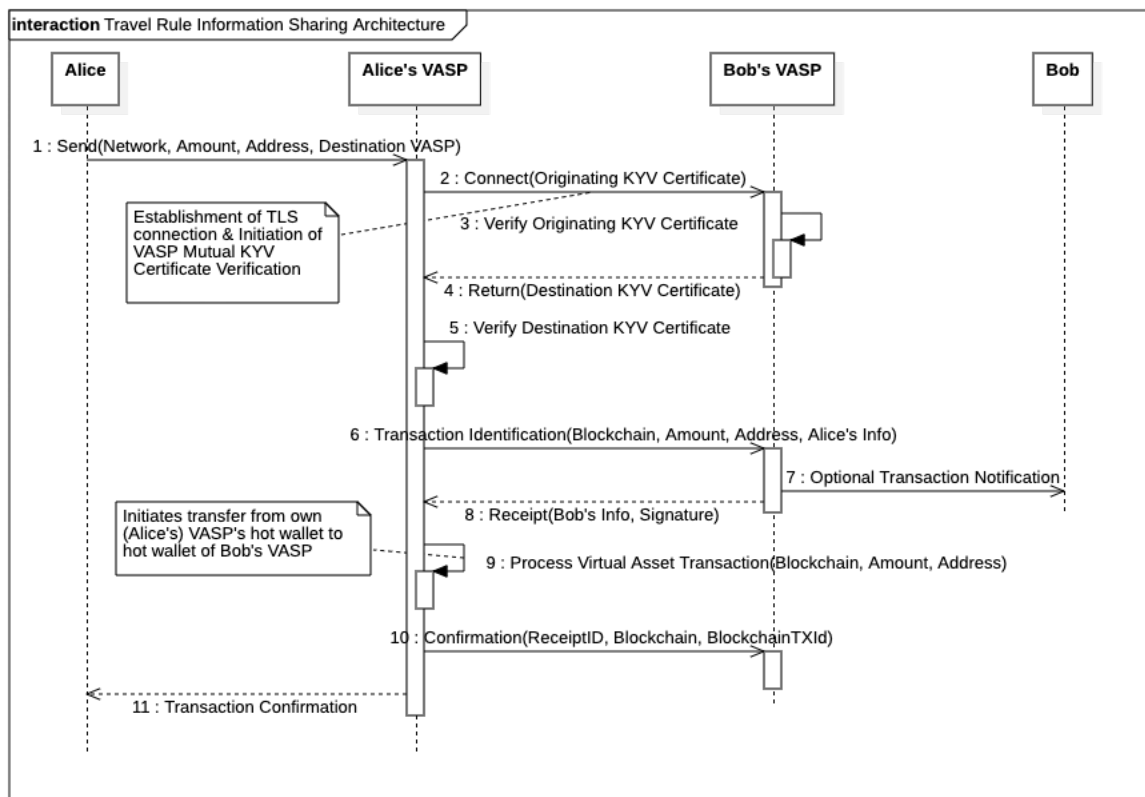 interaction Travel Rule Information Sharing Architecture
Alice
Alice's VASP
Bob's VASP
Bob
1 : Send(Network, Amount, Address, Destination VASP)
2 : Connect(Originating KYV Certificate)
Establishment of TLS
connection & Initiation of
VASP Mutual KYV
Certificate Verification
3 : Verify Originating KYV Certificate
4 : Return(Destination KYV Certificate)
5 : Verify Destination KYV Certificate
6 : Transaction Identification(Blockchain, Amount, Address, Alice's Info)
7 : Optional Transaction Notification
Initiates transfer from own
(Alice's) VASP's hot wallet to
hot wallet of Bob's VASP
8 : Receipt(Bob's Info, Signature)
9 : Process Virtual Asset Transaction(Blockchain, Amount, Address)
10 : Confirmation(ReceiptID, Blockchain, BlockchainTXId)
11 : Transaction Confirmation